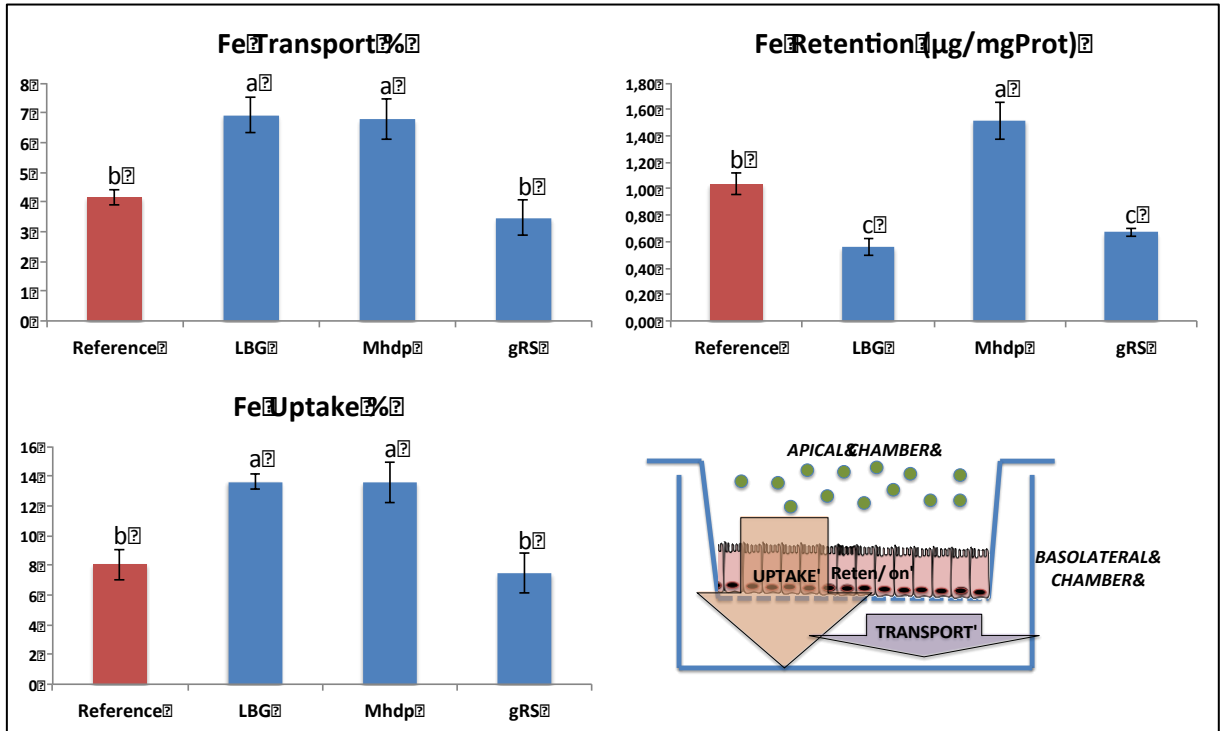 Fe Transport %
8
7
6
5
4
3
2
1
0
b
a
a
b
Reference LBG Mhdp gRS
Fe Retention (µg/mgProt)
1,80
1,60
1,40
1,20
1,00
0,80
0,60
0,40
0,20
0,00
b
c
a
c
Reference LBG Mhdp gRS
Fe Uptake %
16
14
12
10
8
6
4
2
0
b
a
a
b
Reference LBG Mhdp gRS
APICAL&CHAMBER&
UPTAKE' Reten/on'
TRANSPORT'
BASOLATERAL&
CHAMBER&